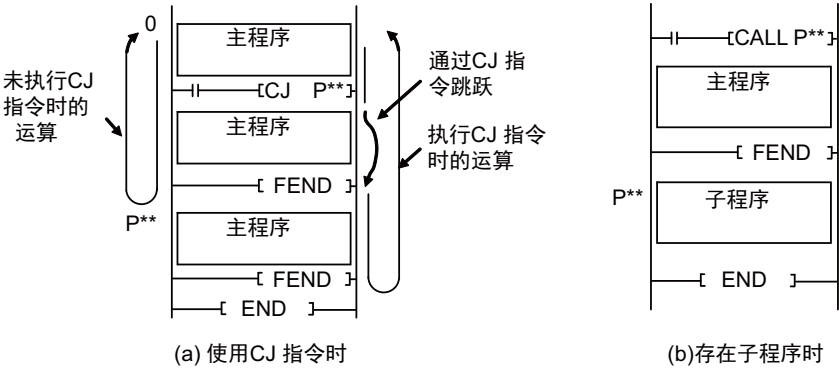 0
主程序
未执行CJ
指令时的
运算
CJ P**
主程序
FEND
P**
主程序
FEND
END
通过CJ 指
令跳跃
执行CJ 指令
时的运算
(a) 使用CJ 指令时
CALL P**
主程序
FEND
P**
子程序
END
(b)存在子程序时